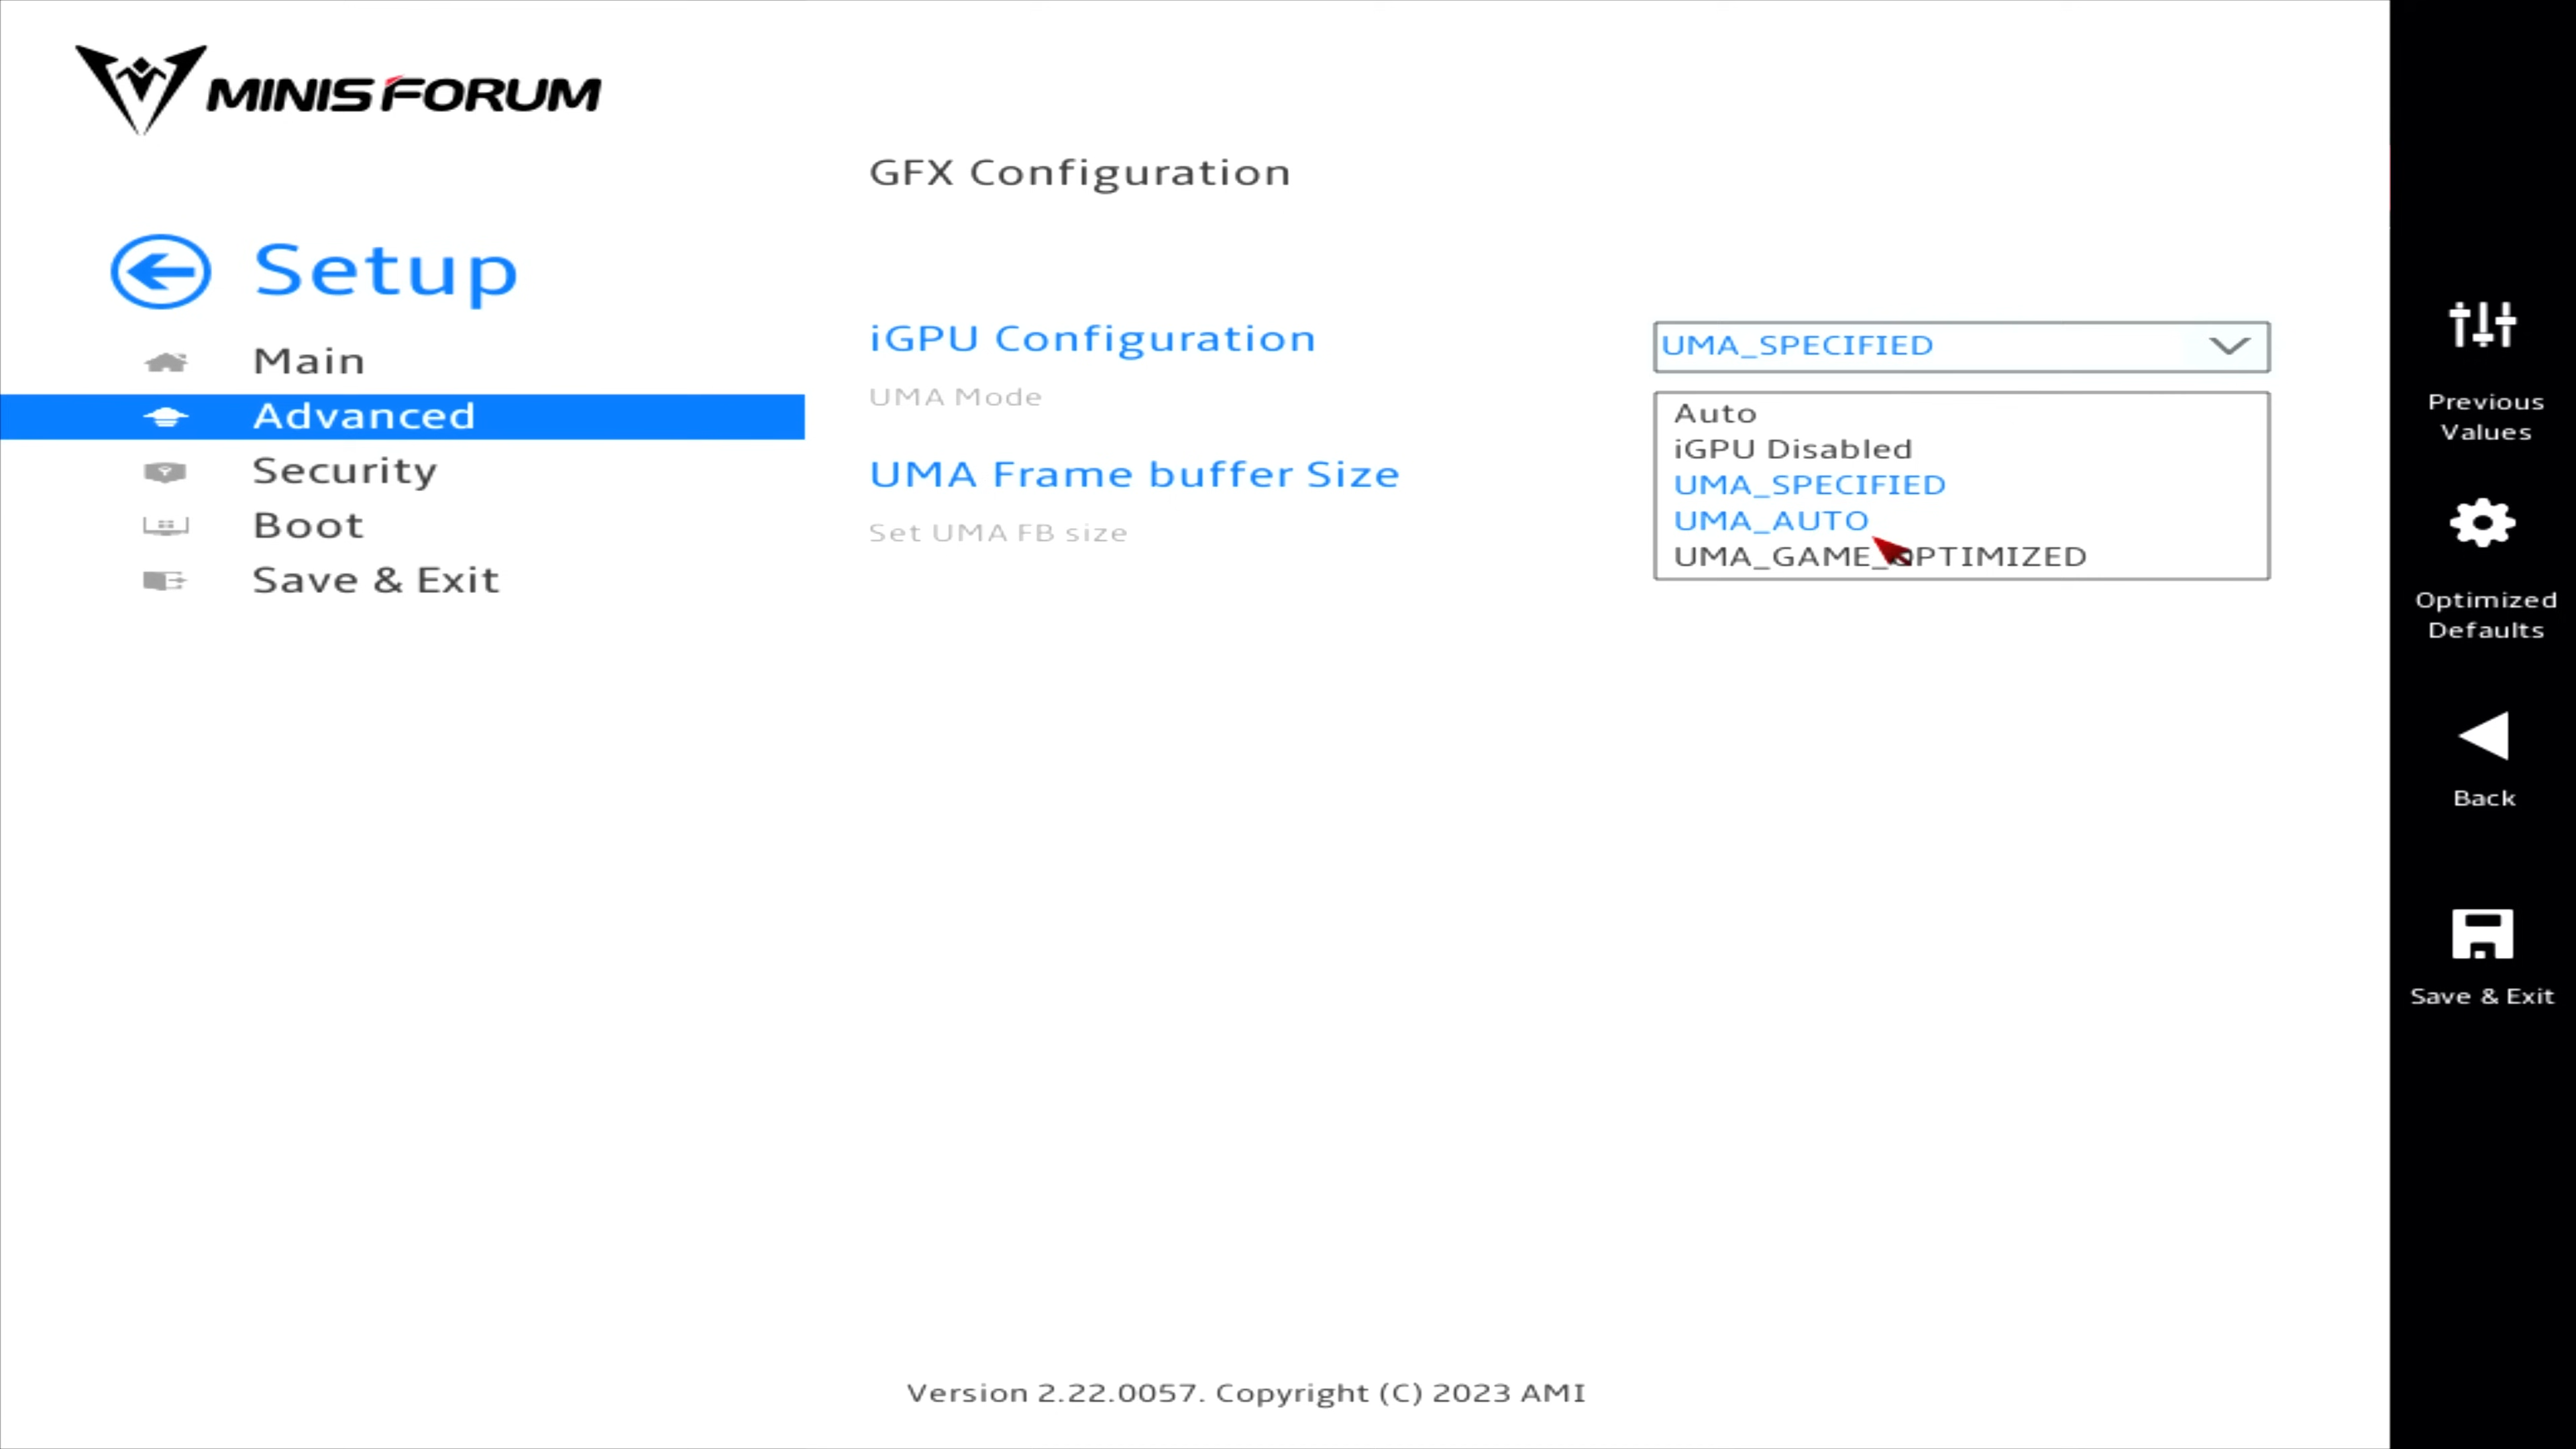 MINISFORUM
GFX Configuration
Setup
Main
Advanced
Security
Boot
Save & Exit
iGPU Configuration
UMA Mode
UMA_SPECIFIED
Auto
iGPU Disabled
UMA_SPECIFIED
UMA_AUTO
UMA_GAME_OPTIMIZED
UMA Frame buffer Size
Set UMA FB size
Previous
Values
Optimized
Defaults
Back
Save & Exit
Version 2.22.0057. Copyright (C) 2023 AMI